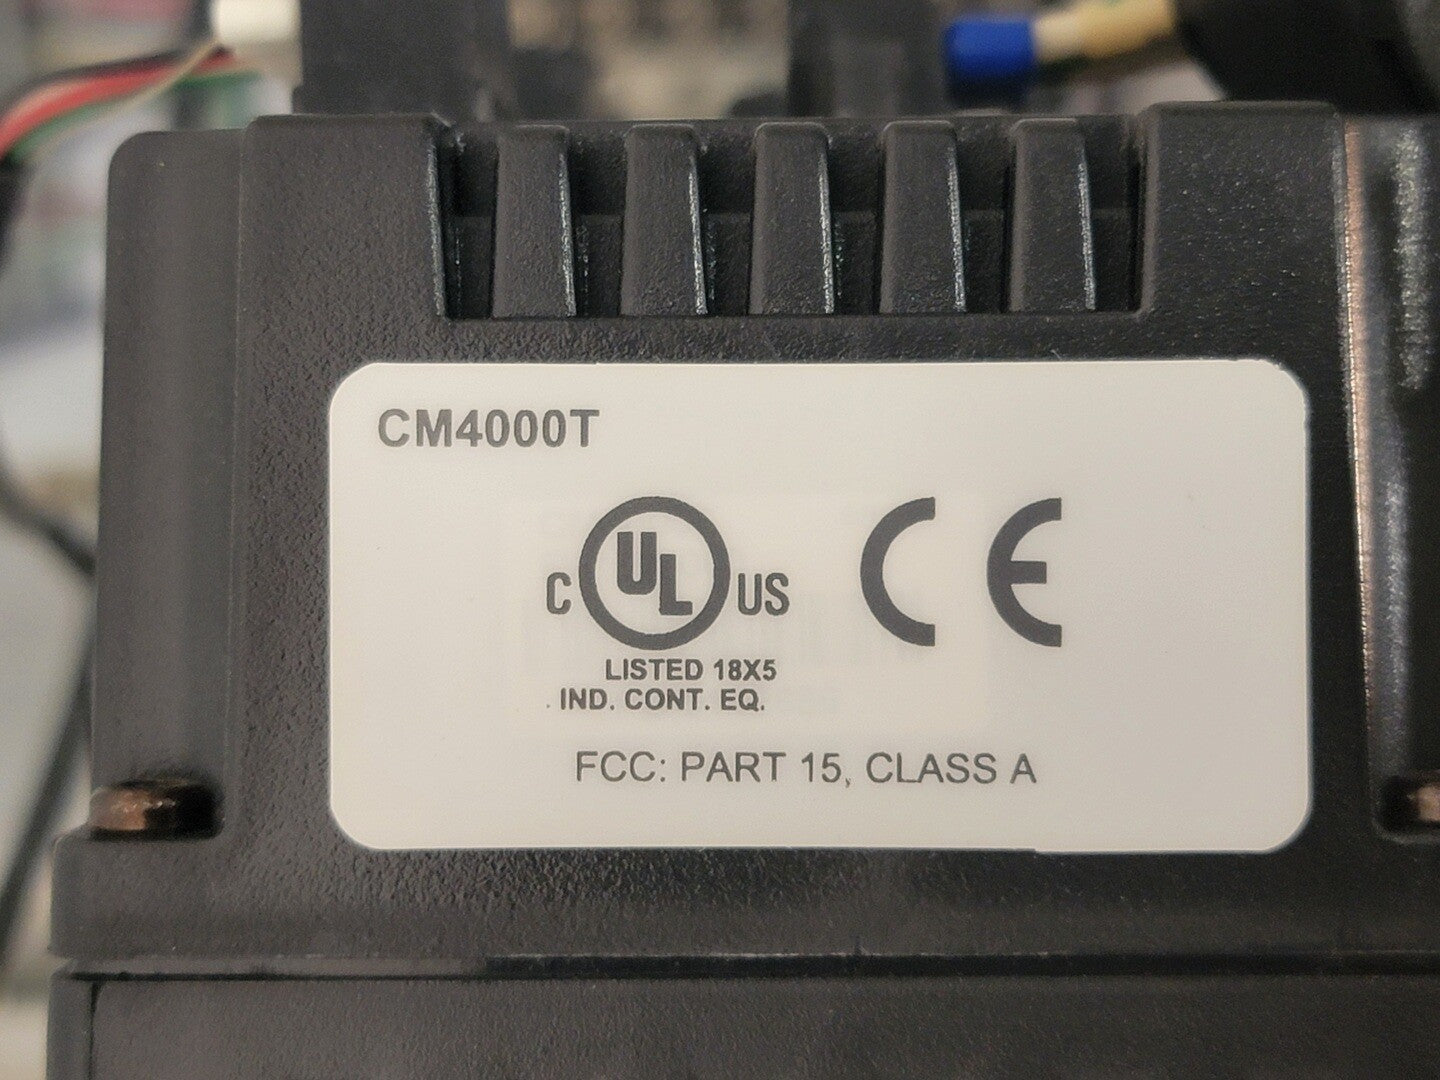 CM4000T
C UL US CE
LISTED 18X5
IND. CONT. EQ.
FCC: PART 15, CLASS A